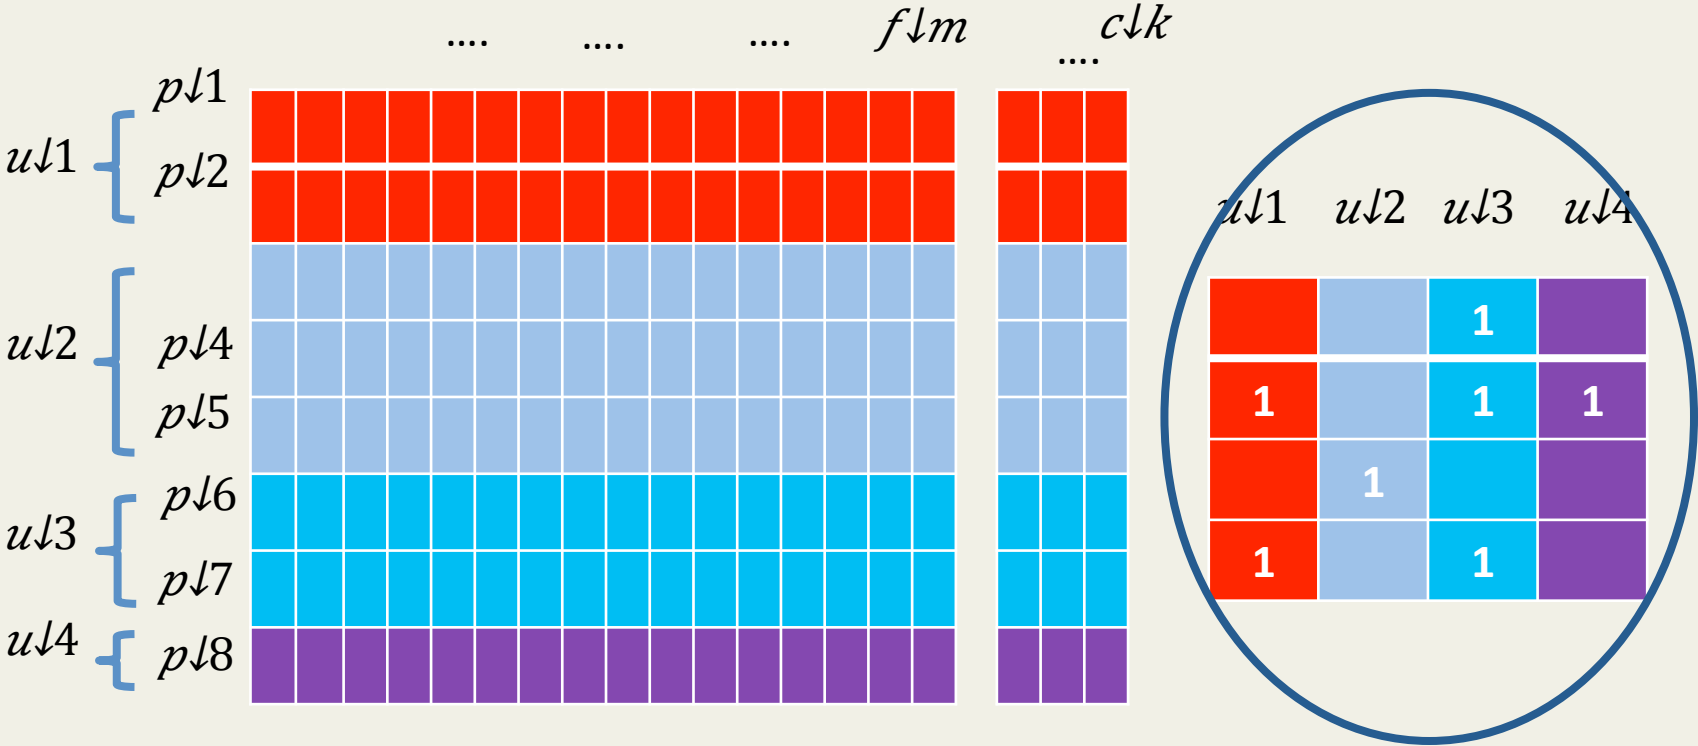 .... .... .... f↓m c↓k
....
p↓1
u↓1
p↓2
u↓2 p↓4
p↓5
p↓6
u↓3
p↓7
u↓4 p↓8
u↓1 u↓2 u↓3 u↓4
1
1 1 1
1
1 1